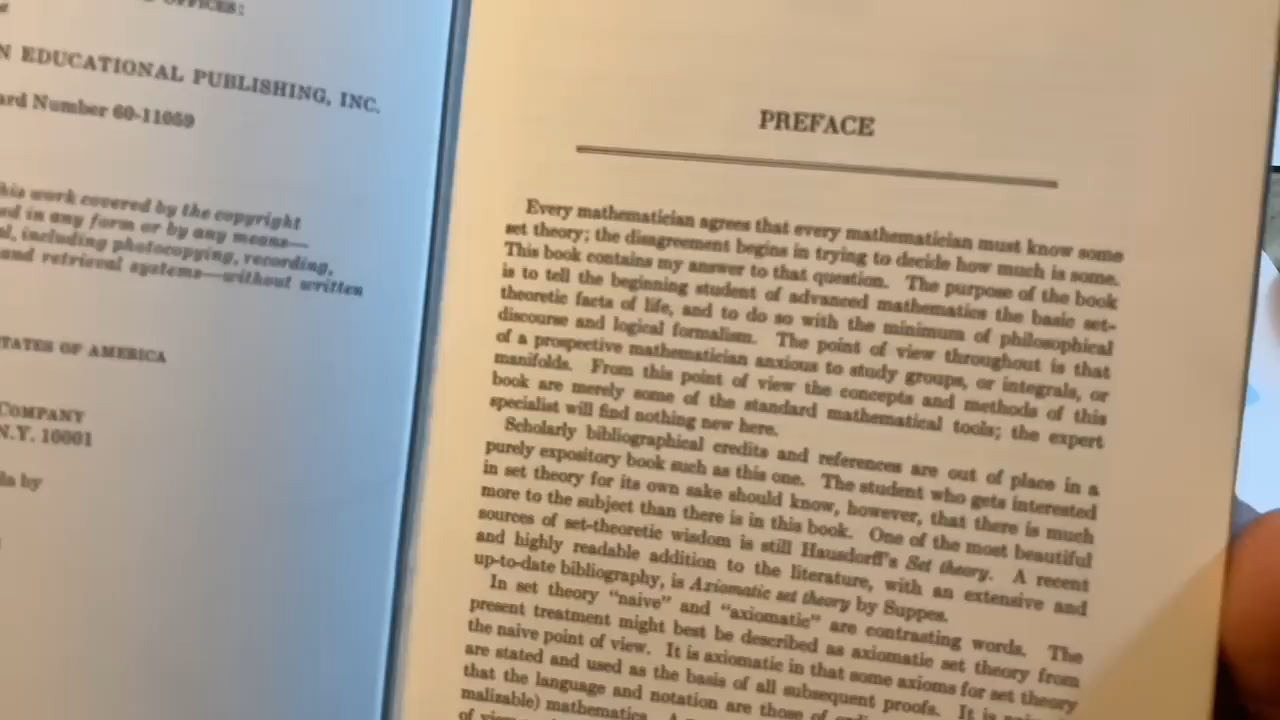 OFFICES:
EDUCATIONAL PUBLISHING, INC.
Number 60-11059
this work covered by the copyright
in any form or by any means—
including photocopying, recording,
and retrieval systems—without written
OF AMERICA
COMPANY
N.Y. 10001
by
PREFACE
Every mathematician agrees that every mathematician must know some
set theory; the disagreement begins in trying to decide how much is some.
This book contains my answer to that question. The purpose of the book
is to tell the beginning student of advanced mathematics the basic set-
theoretic facts of life, and to do so with the minimum of philosophical
discourse and logical formalism. The point of view throughout is that
of a prospective mathematician anxious to study groups, or integrals, or
manifolds. From this point of view the concepts and methods of this
book are merely some of the standard mathematical tools; the expert
specialist will find nothing new here.
Scholarly bibliographical credits and references are out of place in a
purely expository book such as this one. The student who gets interested
in set theory for its own sake should know, however, that there is much
more to the subject than there is in this book. One of the most beautiful
sources of set-theoretic wisdom is still Hausdorff's Set theory. A recent
and highly readable addition to the literature, with an extensive and
up-to-date bibliography, is Axiomatic set theory by Suppes.
In set theory "naive" and "axiomatic" are contrasting words. The
present treatment might best be described as axiomatic set theory from
the naive point of view. It is axiomatic in that some axioms for set theory
are stated and used as the basis of all subsequent proofs. It is
that the language and notation are those of
malizable) mathematics.
of